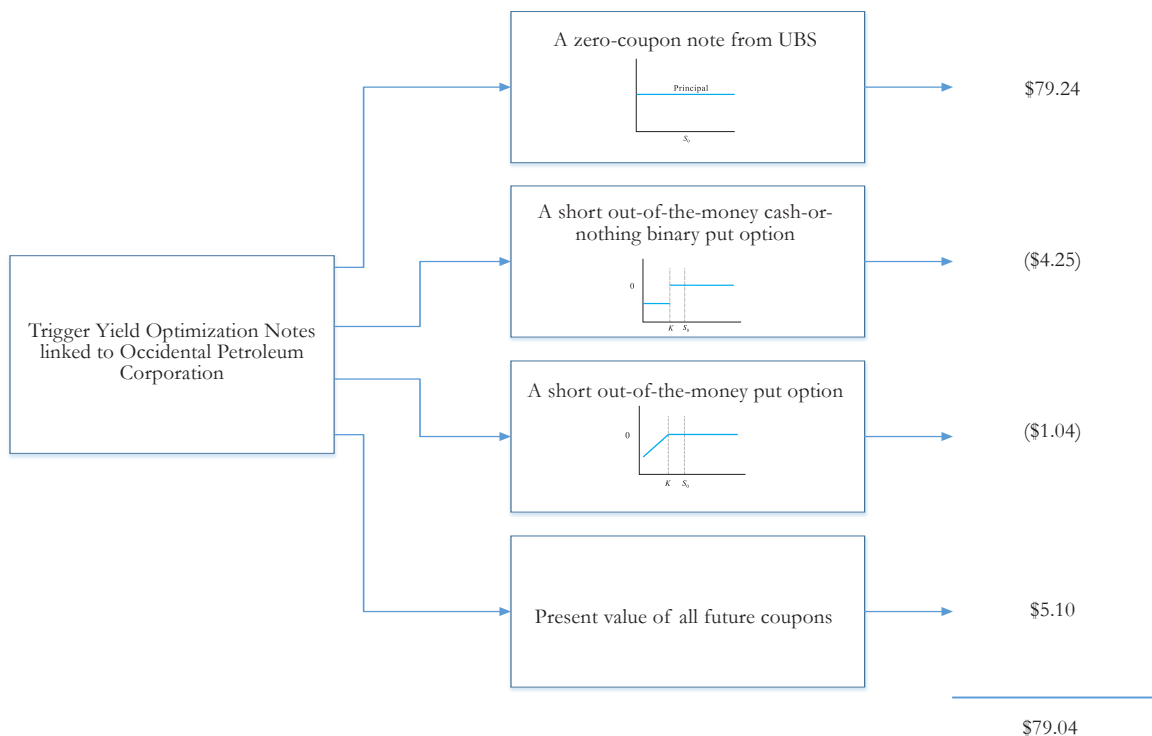 A zero-coupon note from UBS
Principal
S₀
$79.24
A short out-of-the-money cash-or-
nothing binary put option
0
K
S₀
($4.25)
Trigger Yield Optimization Notes
linked to Occidental Petroleum
Corporation
A short out-of-the-money put option
0
K
S₀
($1.04)
Present value of all future coupons
$5.10
$79.04